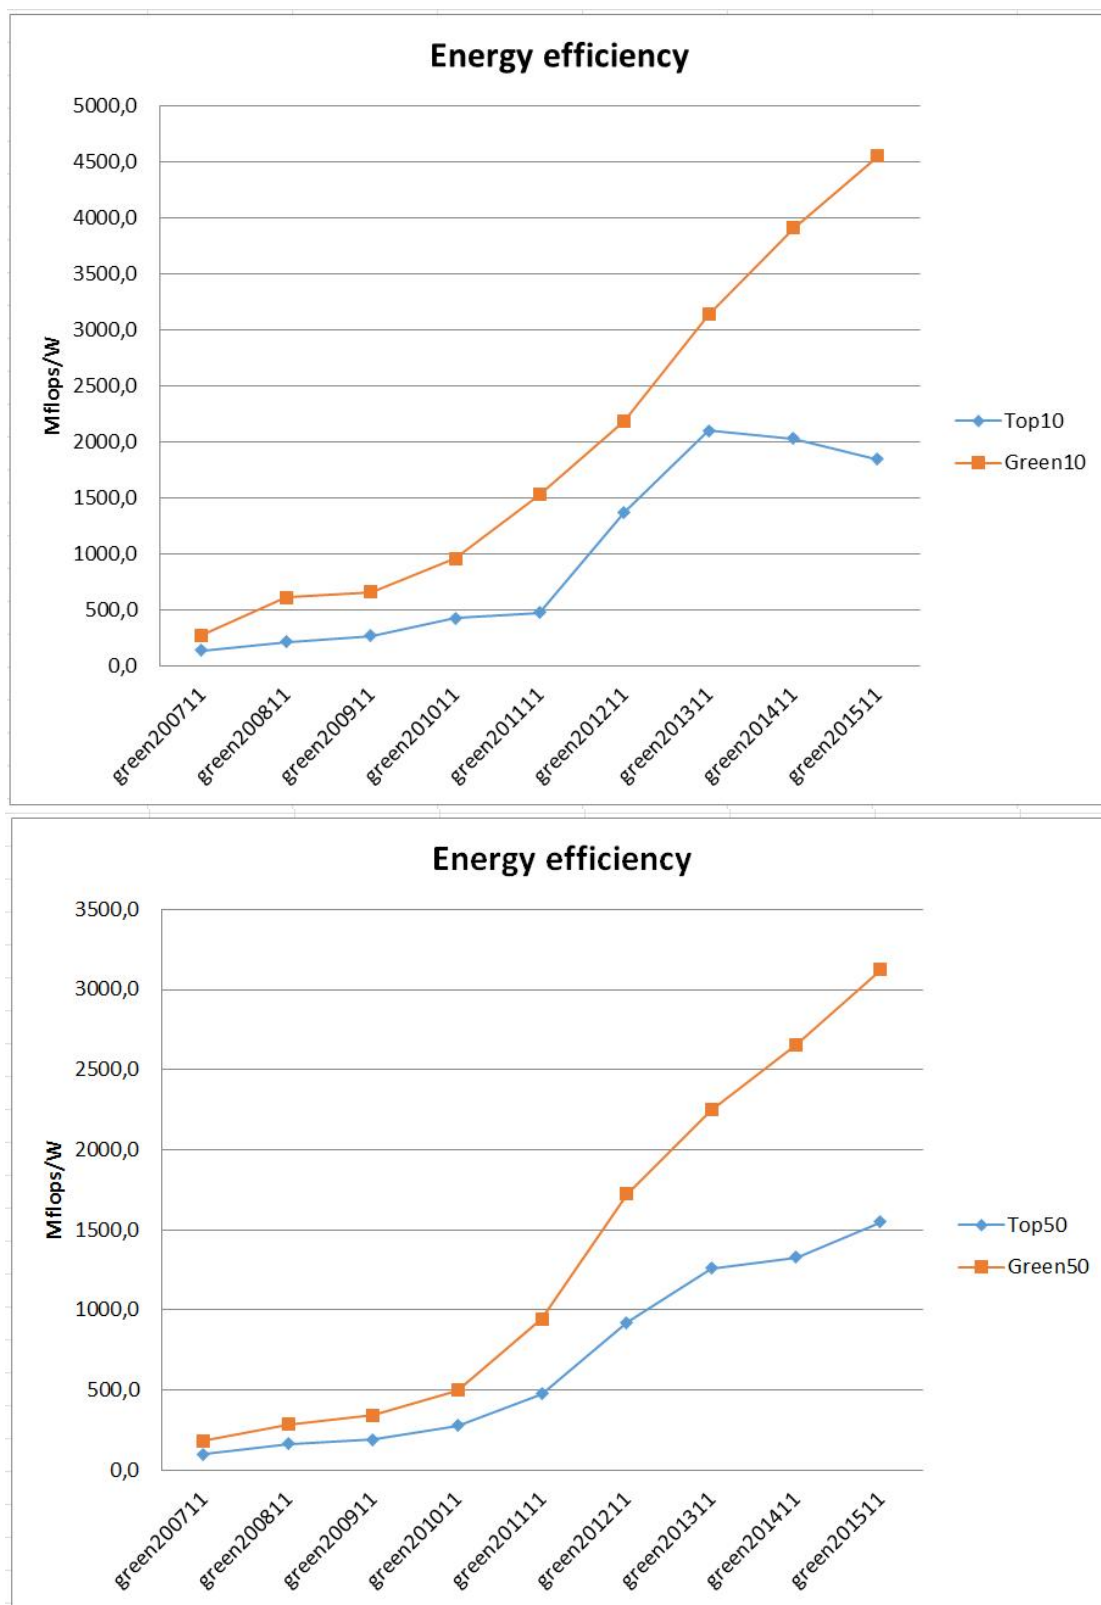 Energy efficiency
5000,0
4500,0
4000,0
3500,0
3000,0
2500,0
2000,0
1500,0
1000,0
500,0
0,0
Mflops/W
green200711
green200811
green200911
green201011
green201111
green201211
green201311
green201411
green201511
Top10
Green10
Energy efficiency
3500,0
3000,0
2500,0
2000,0
1500,0
1000,0
500,0
0,0
Mflops/W
green200711
green200811
green200911
green201011
green201111
green201211
green201311
green201411
green201511
Top50
Green50